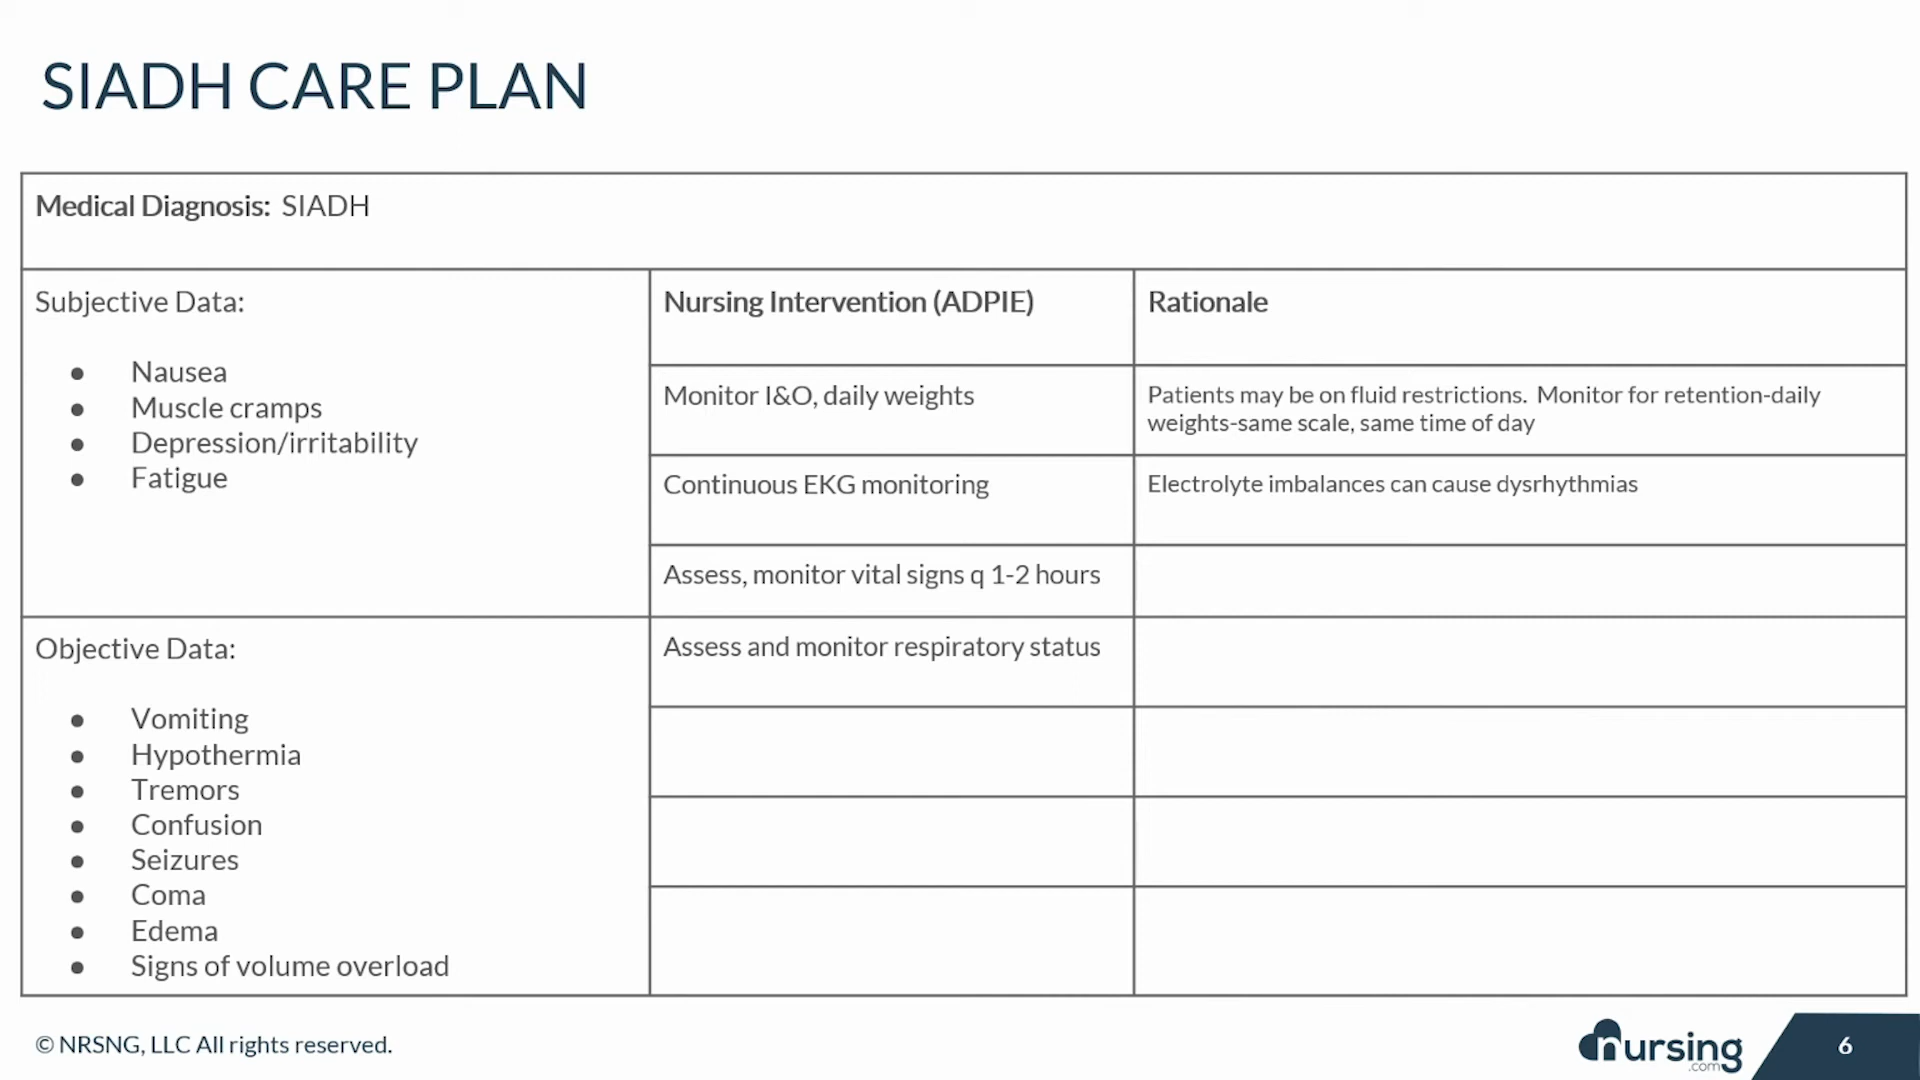 SIADH CARE PLAN
Medical Diagnosis: SIADH
Subjective Data:
● Nausea
● Muscle cramps
● Depression/irritability
● Fatigue
Nursing Intervention (ADPIE)
Rationale
Monitor I&O, daily weights
Patients may be on fluid restrictions. Monitor for retention-daily
weights-same scale, same time of day
Continuous EKG monitoring
Electrolyte imbalances can cause dysrhythmias
Assess, monitor vital signs q 1-2 hours
Objective Data:
● Vomiting
● Hypothermia
● Tremors
● Confusion
● Seizures
● Coma
● Edema
● Signs of volume overload
Assess and monitor respiratory status
© NRSNG, LLC All rights reserved.
nursing
.com
6